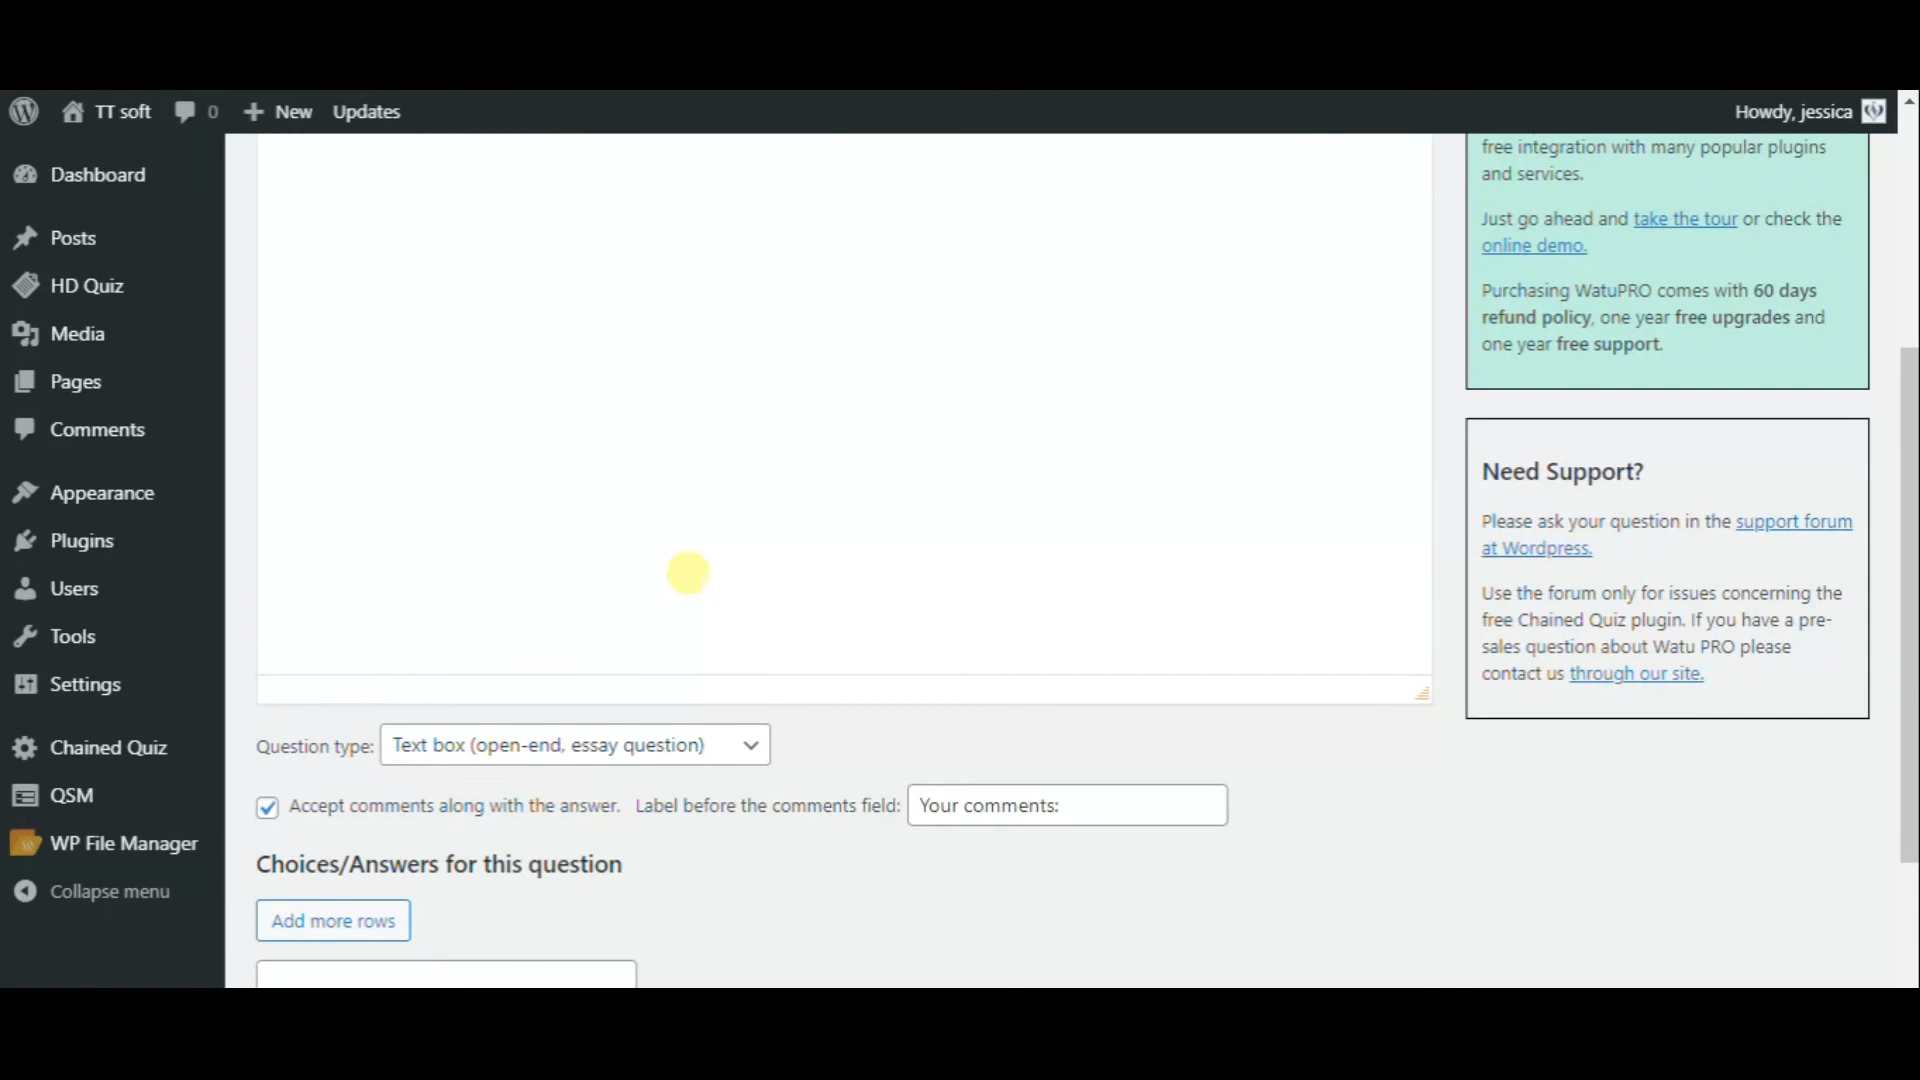 TT soft 0 New Updates Howdy, jessica
Dashboard
Posts
HD Quiz
Media
Pages
Comments
Appearance
Plugins
Users
Tools
Settings
Chained Quiz
QSM
WP File Manager
Collapse menu
Question type: Text box (open-end, essay question)
Accept comments along with the answer. Label before the comments field: Your comments:
Choices/Answers for this question
Add more rows
free integration with many popular plugins
and services.
Just go ahead and take the tour or check the
online demo.
Purchasing WatuPRO comes with 60 days
refund policy, one year free upgrades and
one year free support.
Need Support?
Please ask your question in the support forum
at Wordpress.
Use the forum only for issues concerning the
free Chained Quiz plugin. If you have a pre-
sales question about Watu PRO please
contact us through our site.